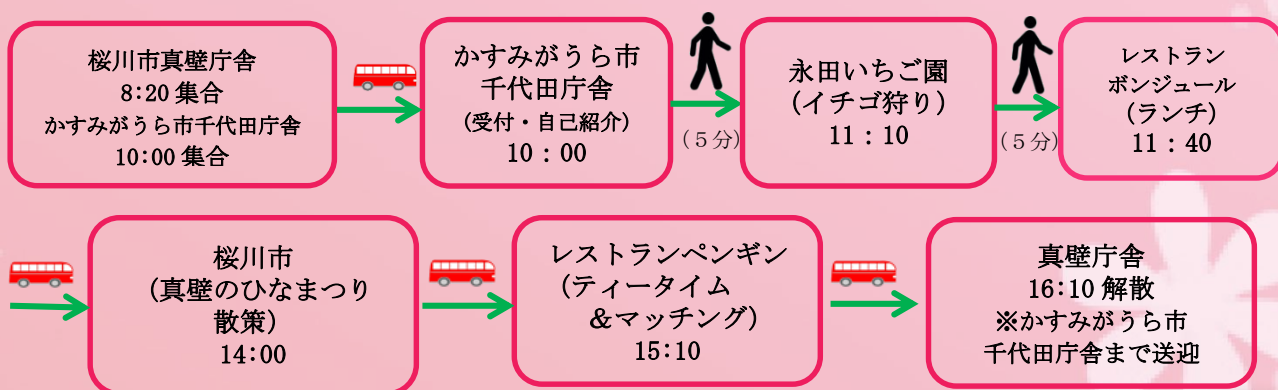 桜川市真壁庁舎
8:20 集合
かすみがうら市千代田庁舎
10:00 集合
かすみがうら市
千代田庁舎
(受付・自己紹介)
10：00
(５分)
永田いちご園
(イチゴ狩り)
11：10
(５分)
レストラン
ボンジュール
(ランチ)
11：40
桜川市
(真壁のひなまつり
散策)
14:00
レストランペンギン
(ティータイム
＆マッチング)
15:10
真壁庁舎
16:10 解散
※かすみがうら市
千代田庁舎まで送迎